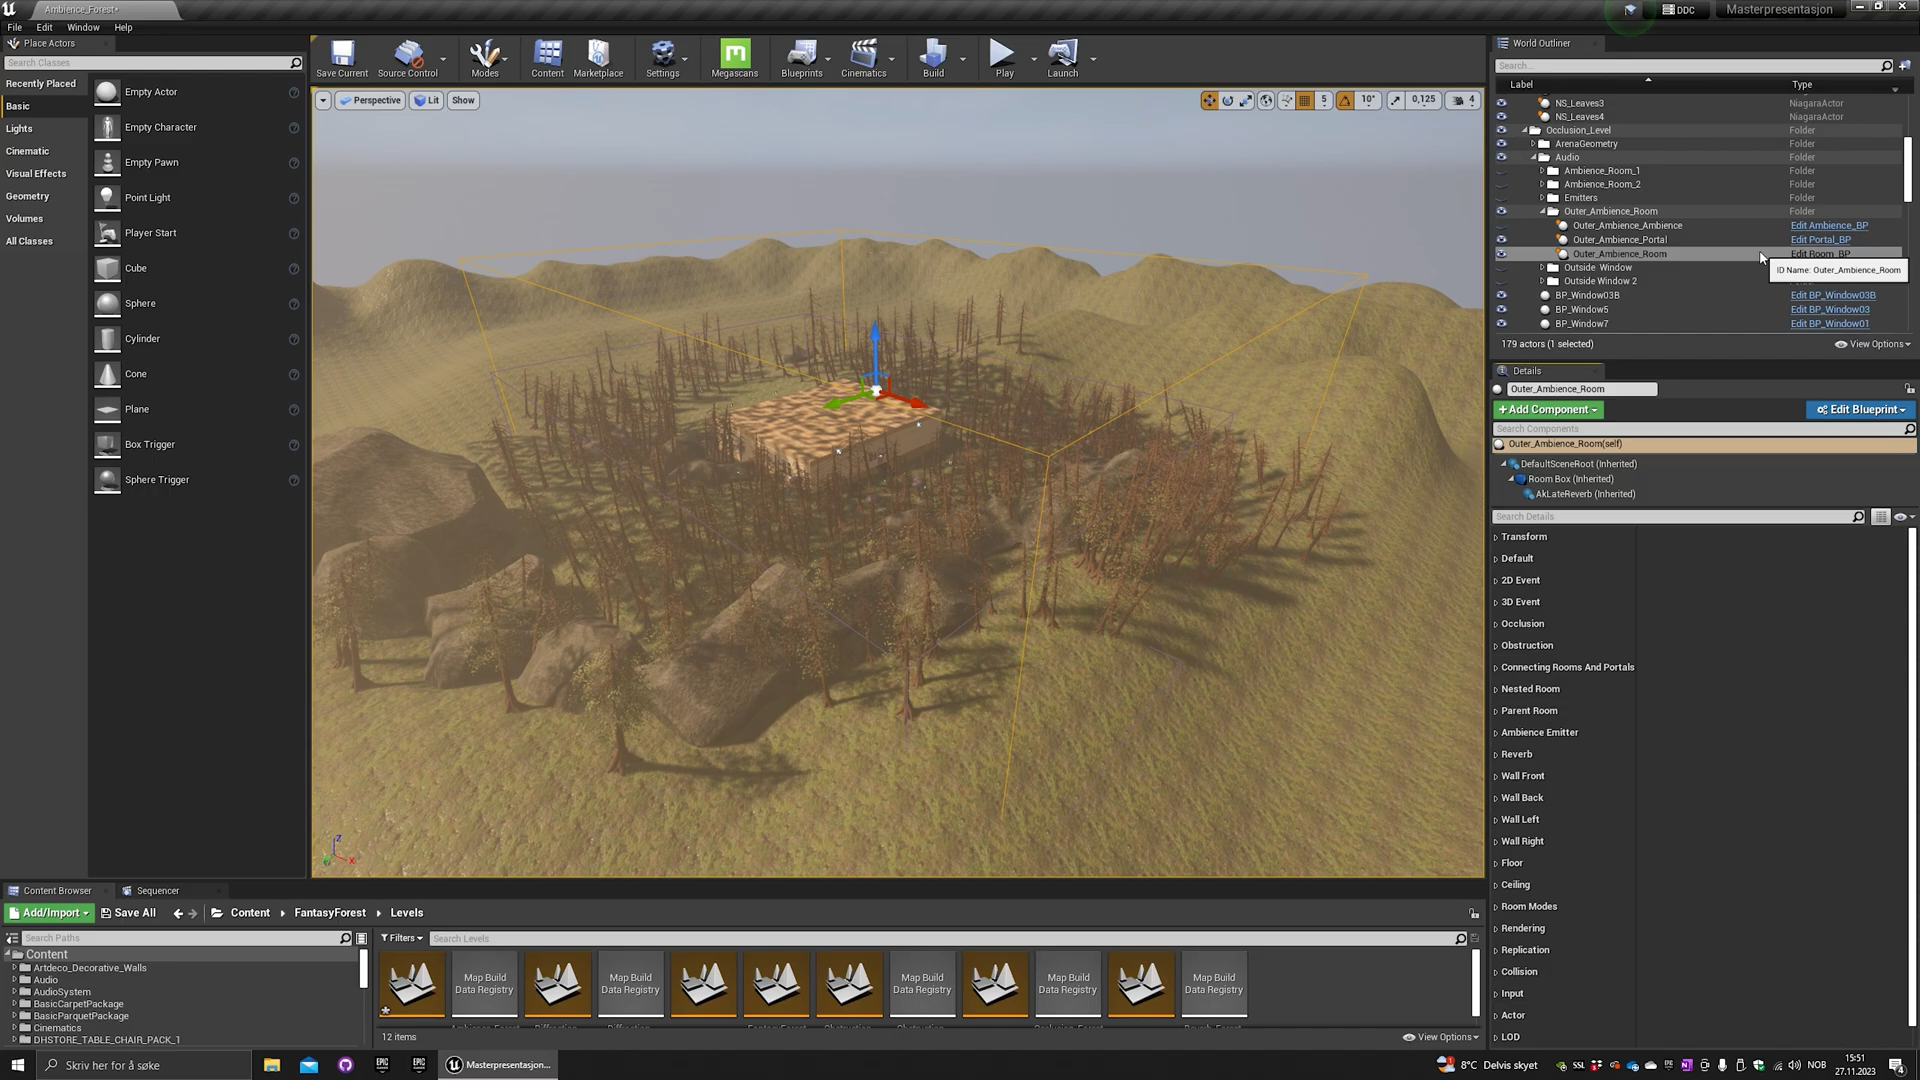 Ambience_Forest*
DDC
Masterpresentasjon
File
Edit
Window
Help
Place Actors
Search Classes
Recently Placed
Basic
Lights
Cinematic
Visual Effects
Geometry
Volumes
All Classes
Empty Actor
Empty Character
Empty Pawn
Point Light
Player Start
Cube
Sphere
Cylinder
Cone
Plane
Box Trigger
Sphere Trigger
Save Current
Source Control
Modes
Content
Marketplace
Settings
Megascans
Blueprints
Cinematics
Build
Play
Launch
Perspective
Lit
Show
5
10°
0,125
4
Z
X
World Outliner
Search...
Label
Type
NS_Leaves3
NiagaraActor
NS_Leaves4
NiagaraActor
Occlusion_Level
Folder
ArenaGeometry
Folder
Audio
Folder
Ambience_Room_1
Folder
Ambience_Room_2
Folder
Emitters
Folder
Outer_Ambience_Room
Folder
Outer_Ambience_Ambience
Edit Ambience_BP
Outer_Ambience_Portal
Edit Portal_BP
Outer_Ambience_Room
Edit Room_BP
Outside Window
ID Name: Outer_Ambience_Room
Outside Window 2
BP_Window03B
Edit BP_Window03B
BP_Window5
Edit BP_Window03
BP_Window7
Edit BP_Window01
179 actors (1 selected)
View Options
Details
Outer_Ambience_Room
+ Add Component
Edit Blueprint
Search Components
Outer_Ambience_Room(self)
DefaultSceneRoot (Inherited)
Room Box (Inherited)
AkLateReverb (Inherited)
Search Details
Transform
Default
2D Event
3D Event
Occlusion
Obstruction
Connecting Rooms And Portals
Nested Room
Parent Room
Ambience Emitter
Reverb
Wall Front
Wall Back
Wall Left
Wall Right
Floor
Ceiling
Room Modes
Rendering
Replication
Collision
Input
Actor
LOD
Content Browser
Sequencer
Add/Import
Save All
Content
FantasyForest
Levels
Search Paths
Filters
Search Levels
Content
Artdeco_Decorative_Walls
Audio
AudioSystem
BasicCarpetPackage
BasicParquetPackage
Cinematics
DHSTORE_TABLE_CHAIR_PACK_1
Map Build
Data Registry
Map Build
Data Registry
Map Build
Data Registry
Map Build
Data Registry
Map Build
Data Registry
12 items
View Options
Skriv her for å søke
EPIC
EPIC
Masterpresentasjon...
8°C Delvis skyet
SSL
NOB
15:51
27.11.2023
4